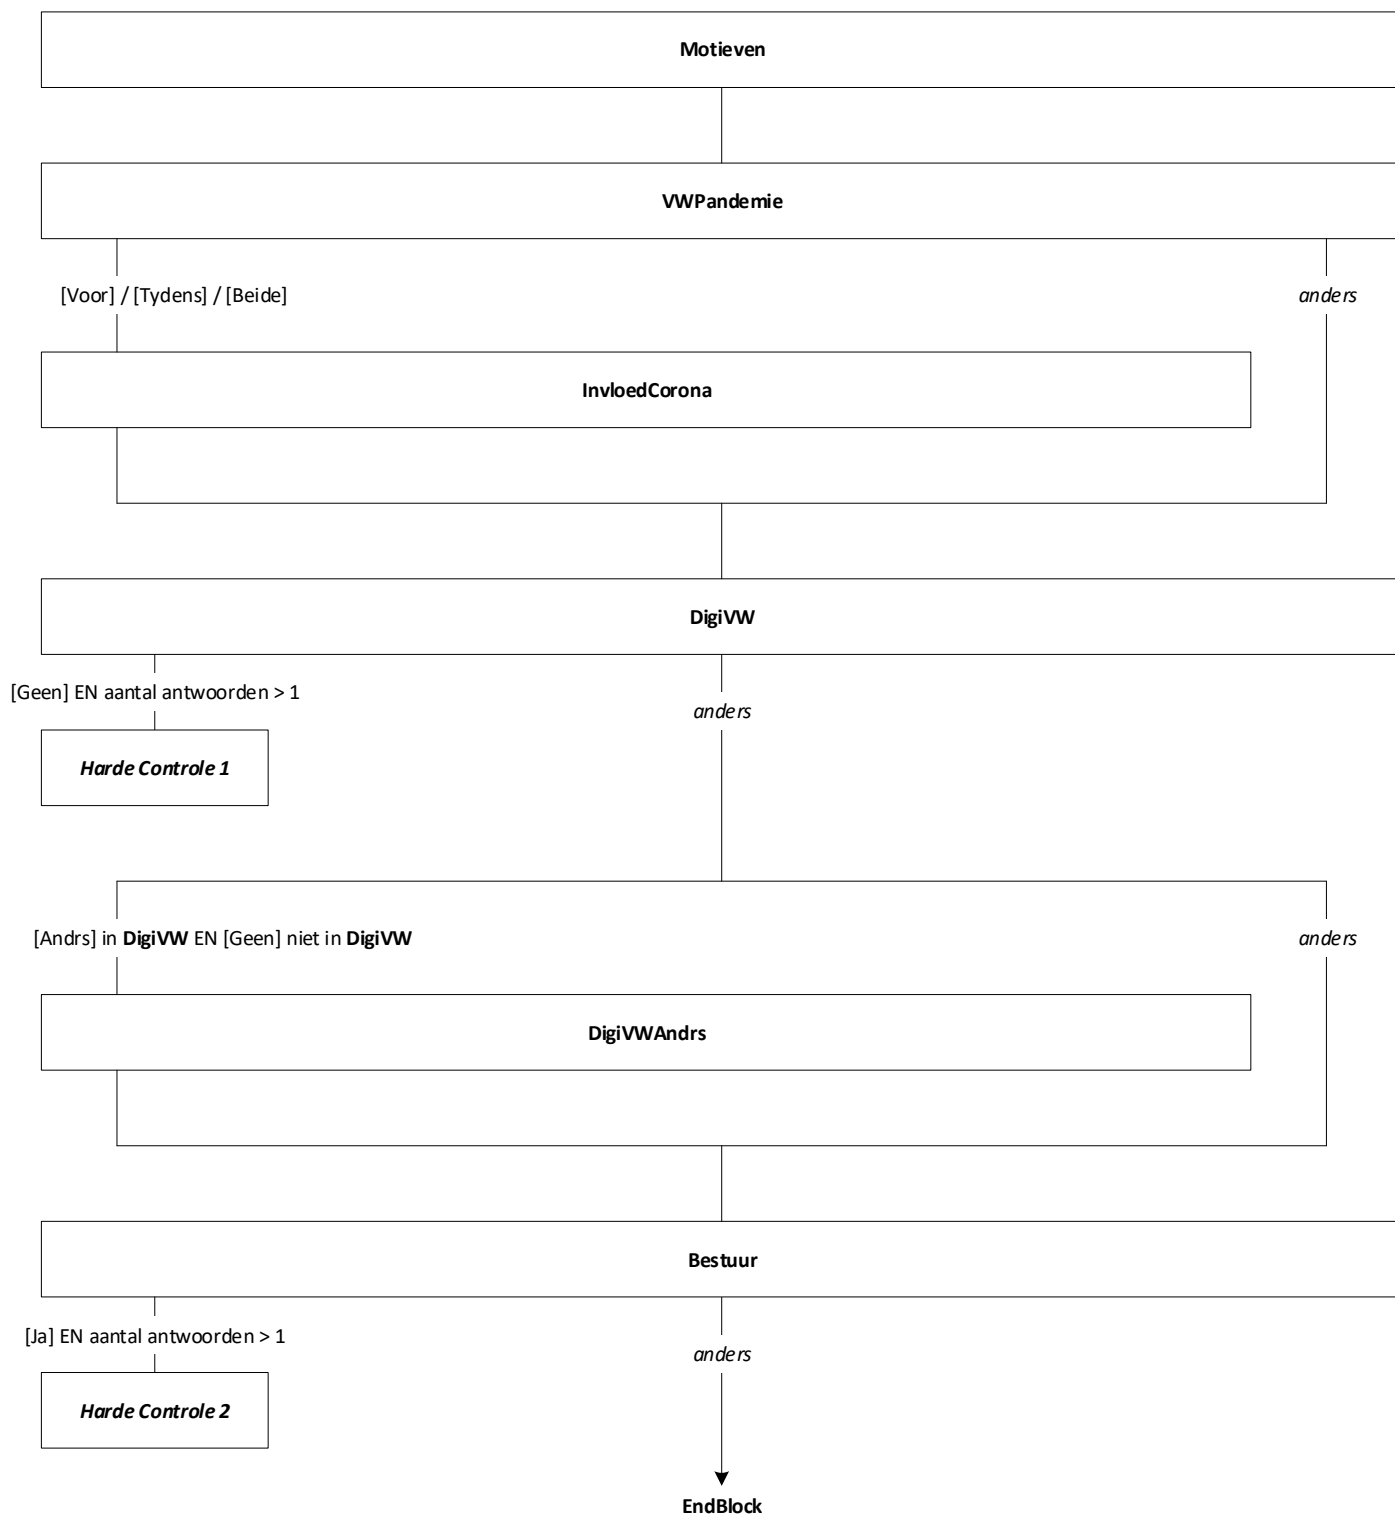 Motieven
VWPandemie
[Voor] / [Tydens] / [Beide]
anders
InvloedCorona
DigiVW
[Geen] EN aantal antwoorden > 1
anders
Harde Controle 1
[Andrs] in DigiVW EN [Geen] niet in DigiVW
anders
DigiVWAndrs
Bestuur
[Ja] EN aantal antwoorden > 1
anders
Harde Controle 2
EndBlock